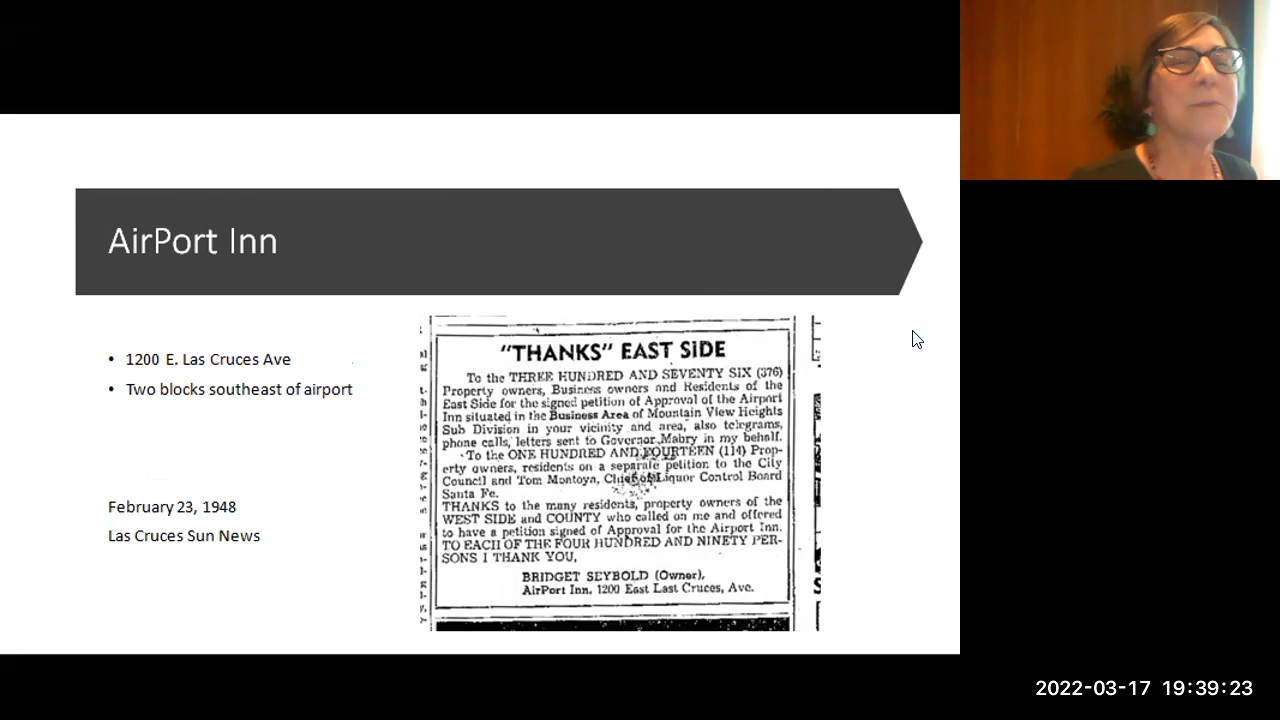 AirPort Inn
• 1200 E. Las Cruces Ave
• Two blocks southeast of airport
February 23, 1948
Las Cruces Sun News
"THANKS" EAST SIDE
To the THREE HUNDRED AND SEVENTY SIX (376)
Property owners, Business owners and Residents of the
East Side for the signed petition of Approval of the Airport
Inn situated in the Business Area of Mountain View Heights
Sub Division in your vicinity and area, also telegrams,
phone calls, letters sent to Governor Mabry in my behalf.
To the ONE HUNDRED AND FOURTEEN (114) Prop-
erty owners, residents on a separate petition to the City
Council and Tom Montoya, Chief of Liquor Control Board
Santa Fe.
THANKS to the many residents, property owners of the
WEST SIDE and COUNTY who called on me and offered
to have a petition signed of Approval for the Airport Inn.
TO EACH OF THE FOUR HUNDRED AND NINETY PER-
SONS I THANK YOU,
BRIDGET SEYBOLD (Owner),
AirPort Inn, 1200 East Last Cruces, Ave.
2022-03-17 19:39:23